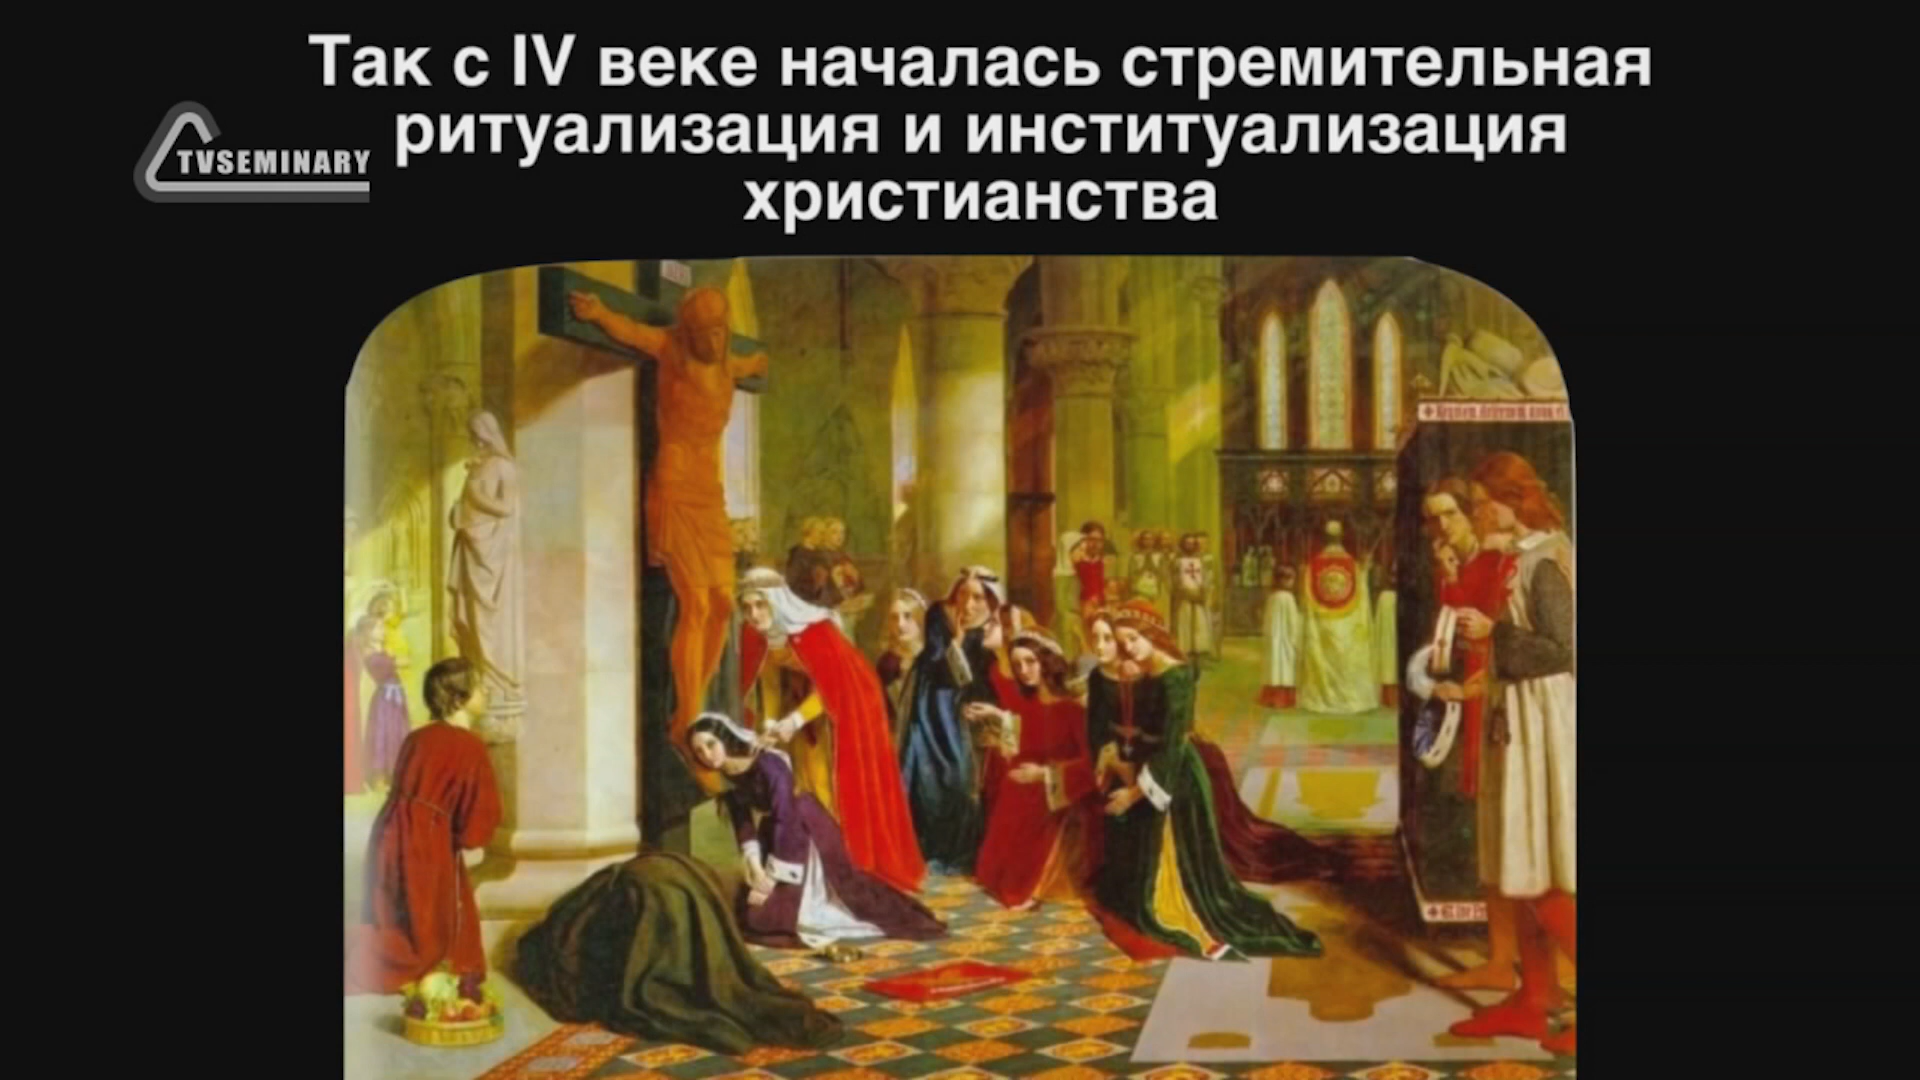 Так с IV веке началась стремительная
ритуализация и институализация
христианства
TVSEMINARY